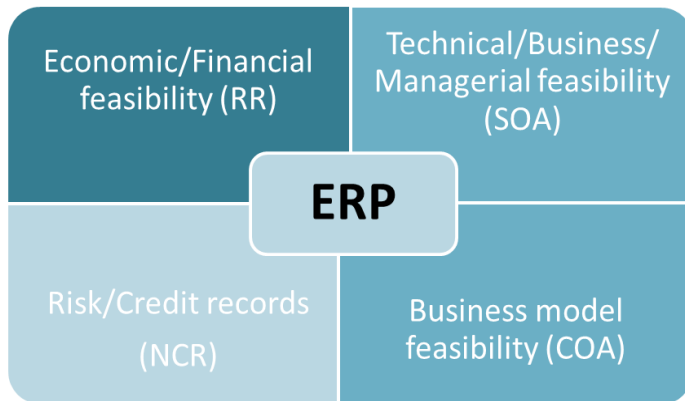 Economic/Financial
feasibility (RR)
Technical/Business/
Managerial feasibility
(SOA)
ERP
Risk/Credit records
(NCR)
Business model
feasibility (COA)